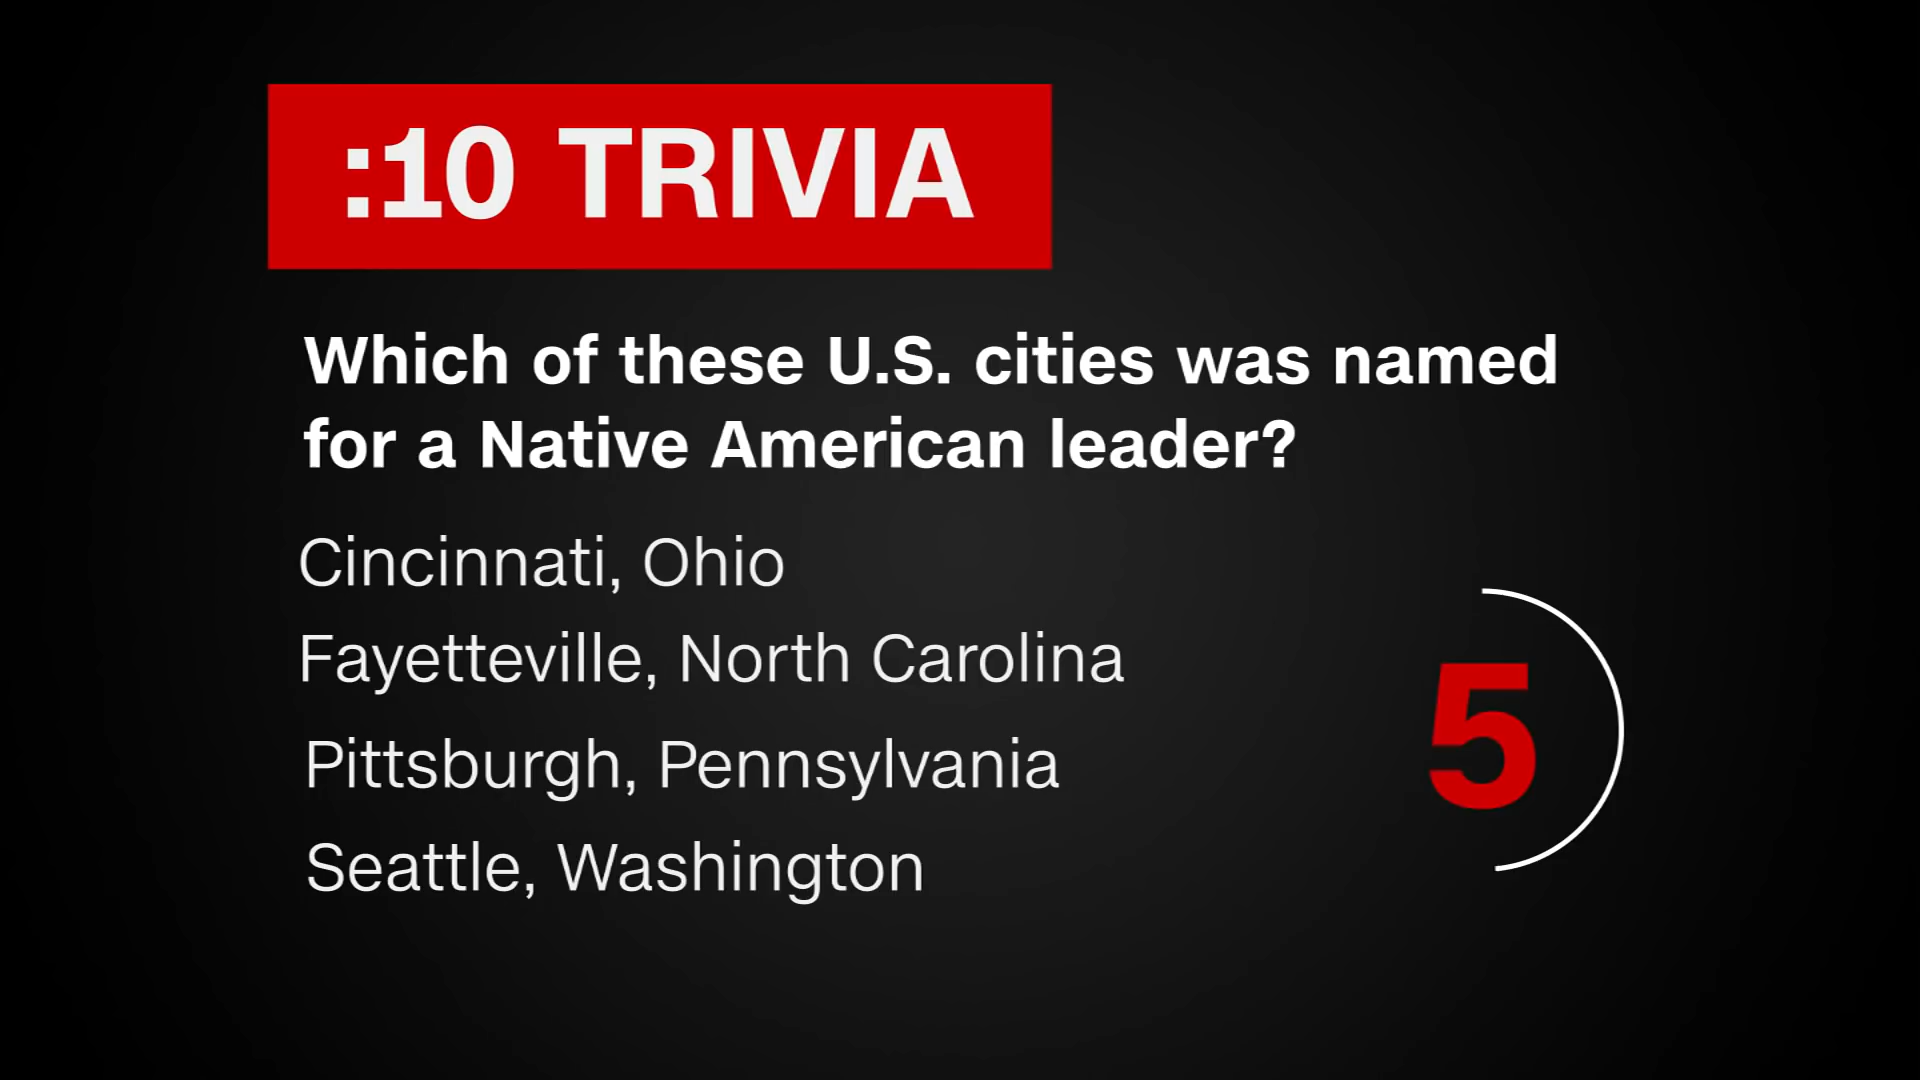 :10 TRIVIA
Which of these U.S. cities was named
for a Native American leader?
Cincinnati, Ohio
Fayetteville, North Carolina
Pittsburgh, Pennsylvania
Seattle, Washington
5